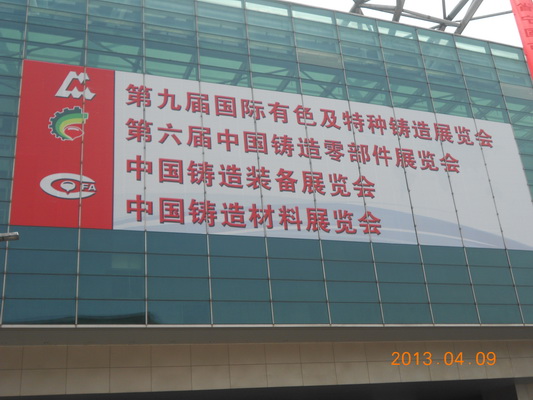 第九届国际有色及特种铸造展览会
第六届中国铸造零部件展览会
中国铸造装备展览会
中国铸造材料展览会
FA
2013.04.09